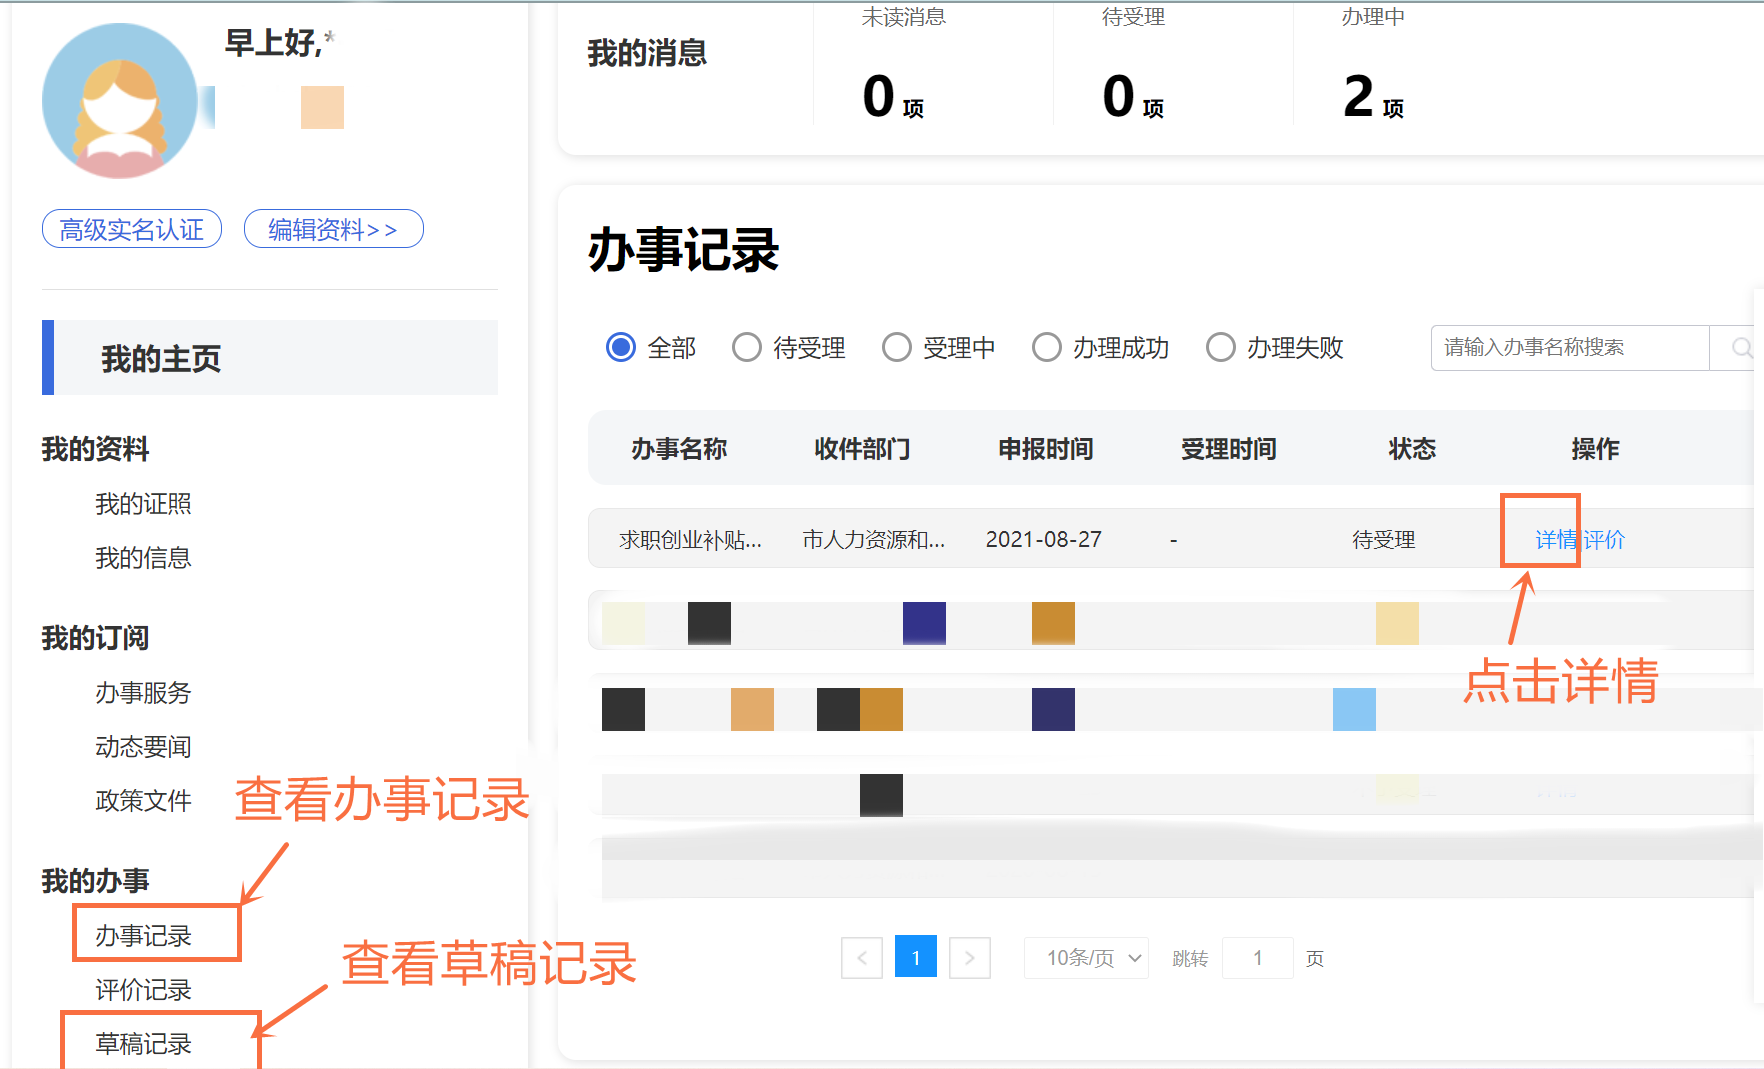 早上好,*
高级实名认证
编辑资料>>
我的主页
我的资料
我的证照
我的信息
我的订阅
办事服务
动态要闻
政策文件
查看办事记录
我的办事
办事记录
评价记录
查看草稿记录
草稿记录
我的消息
未读消息 待受理 办理中
0项 0项 2项
办事记录
全部 待受理 受理中 办理成功 办理失败 请输入办事名称搜索
办事名称 收件部门 申报时间 受理时间 状态 操作
求职创业补贴... 市人力资源和... 2021-08-27 - 待受理 详情 评价
点击详情
< 1 > 10条/页 跳转 1 页